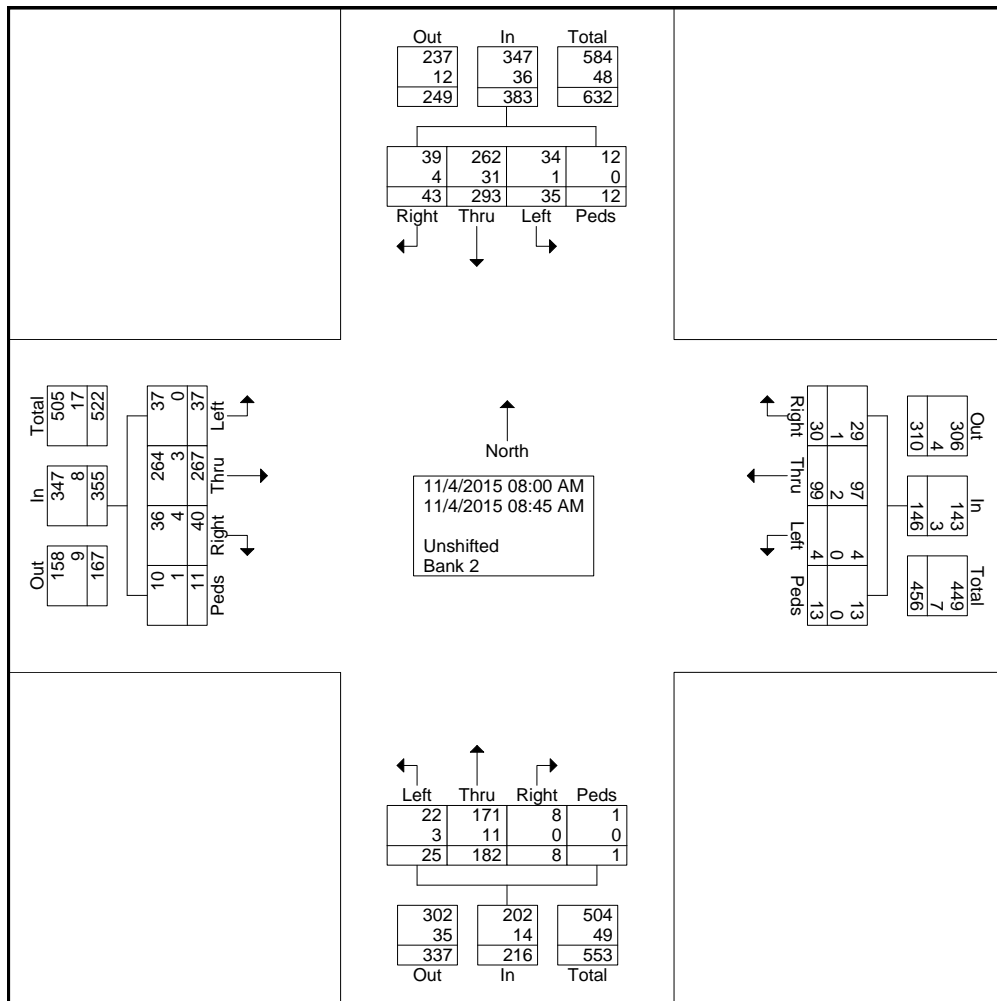 Out In Total
237 347 584
12 36 48
249 383 632
39 262 34 12
4 31 1 0
43 293 35 12
Right Thru Left Peds
Total In Out
505 347 158
17 8 9
522 355 167
37 264 36 10
0 3 4 1
37 267 40 11
Left Thru Right Peds
North
11/4/2015 08:00 AM
11/4/2015 08:45 AM
Unshifted
Bank 2
Right Thru Left Peds
29 97 4 13
1 2 0 0
30 99 4 13
Out In Total
306 143 449
4 3 7
310 146 456
Left Thru Right Peds
22 171 8 1
3 11 0 0
25 182 8 1
302 202 504
35 14 49
337 216 553
Out In Total